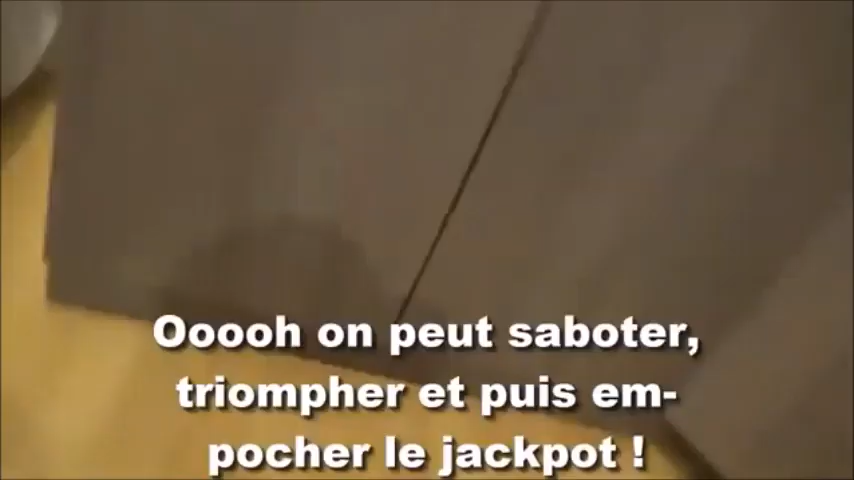 Ooooh on peut saboter,
triompher et puis em-
pocher le jackpot !